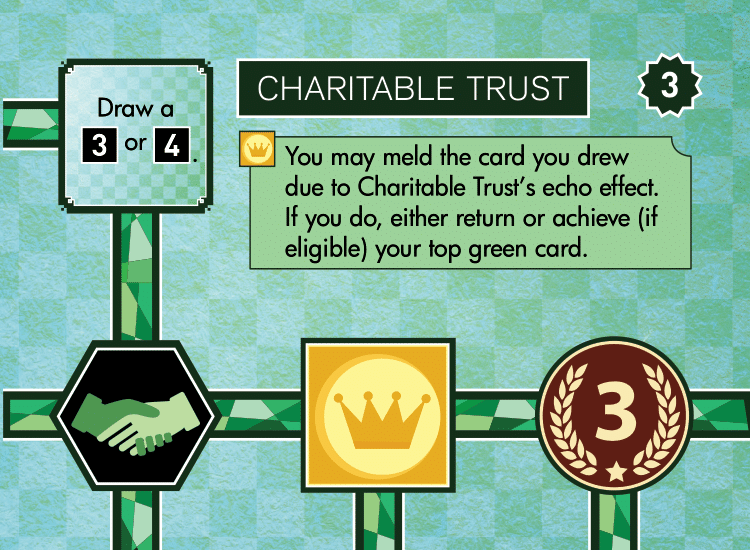 Draw a
3 or 4.
CHARITABLE TRUST
3
You may meld the card you drew
due to Charitable Trust's echo effect.
If you do, either return or achieve (if
eligible) your top green card.
3